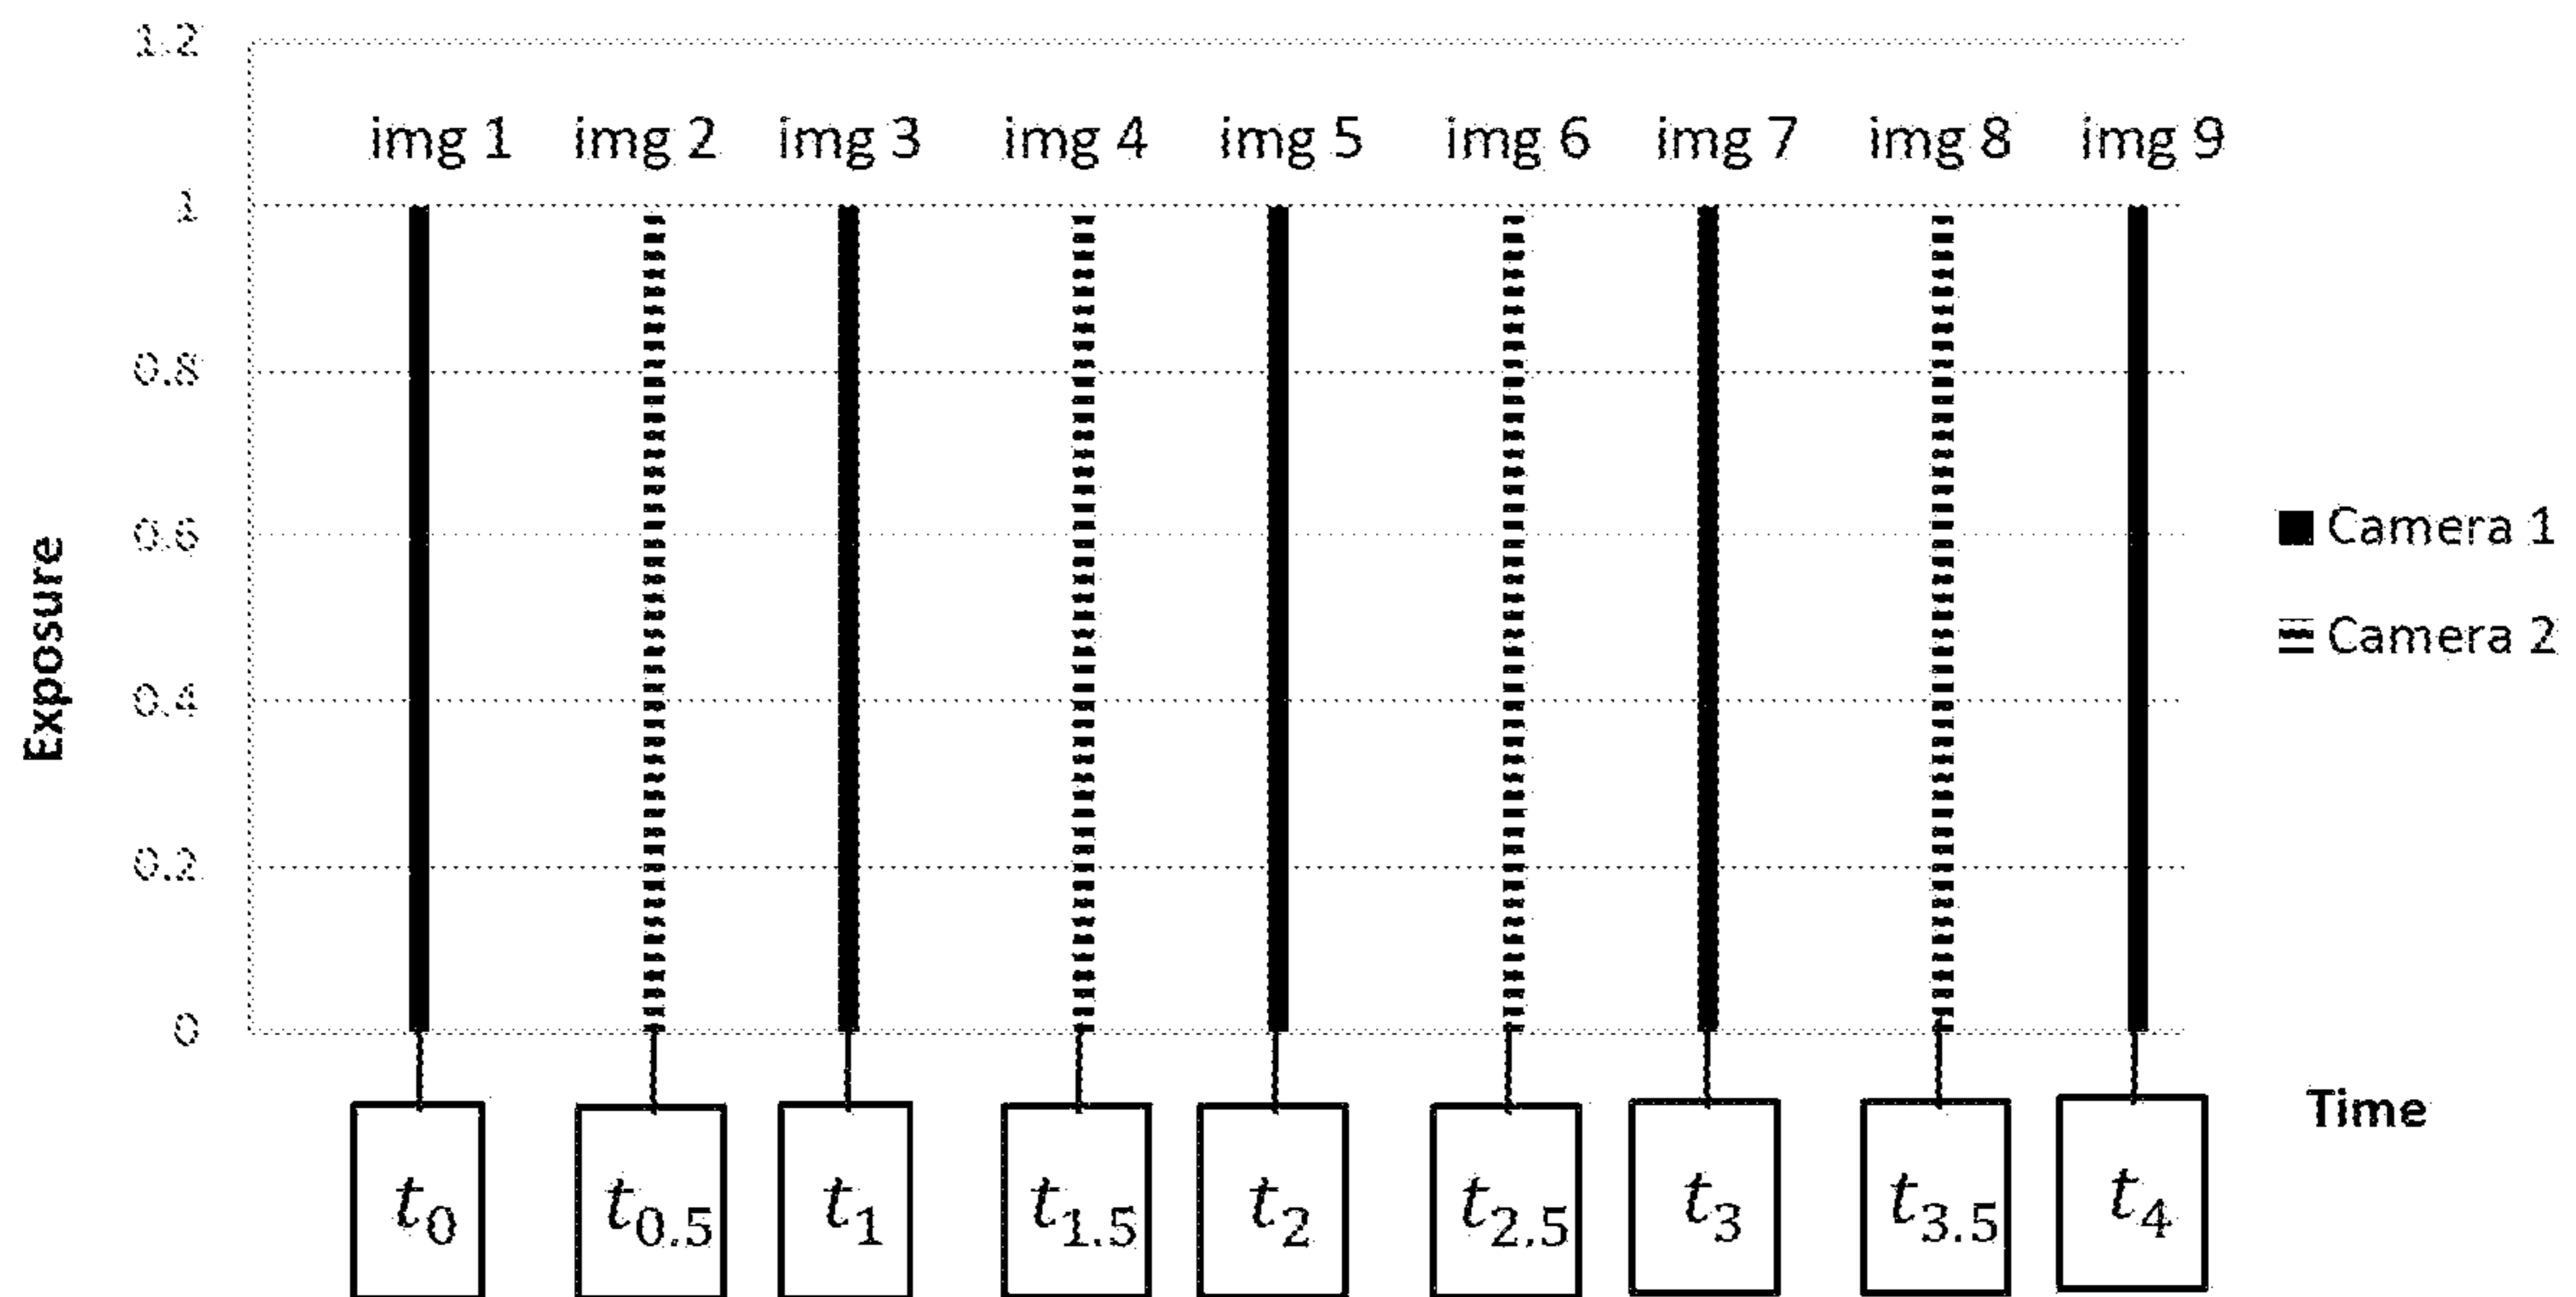 1.2
img 1 img 2 img 3 img 4 img 5 img 6 img 7 img 8 img 9
1
0.8
0.6
0.4
0.2
0
Exposure
Camera 1
Camera 2
Time
t0 t0.5 t1 t1.5 t2 t2.5 t3 t3.5 t4